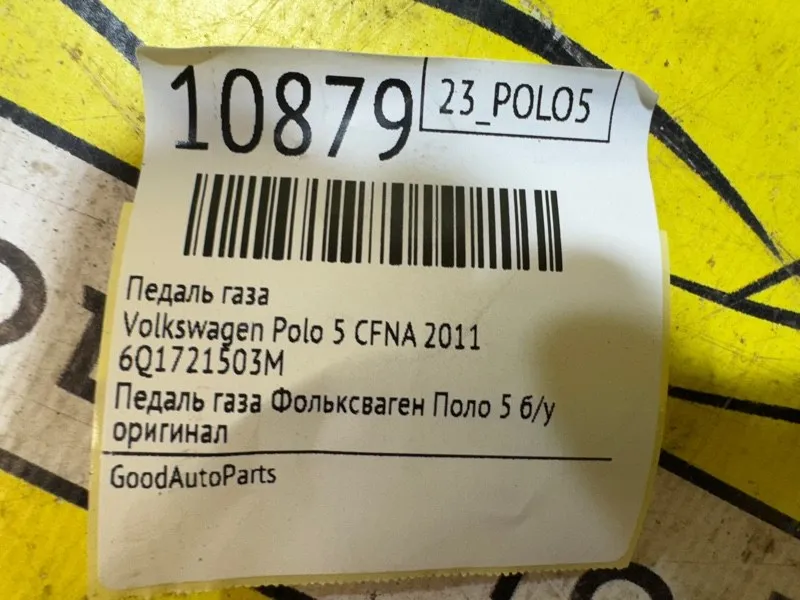 10879
23_POLO5
Педаль газа
Volkswagen Polo 5 CFNA 2011
6Q1721503M
Педаль газа Фольксваген Поло 5 б/у
оригинал
GoodAutoParts